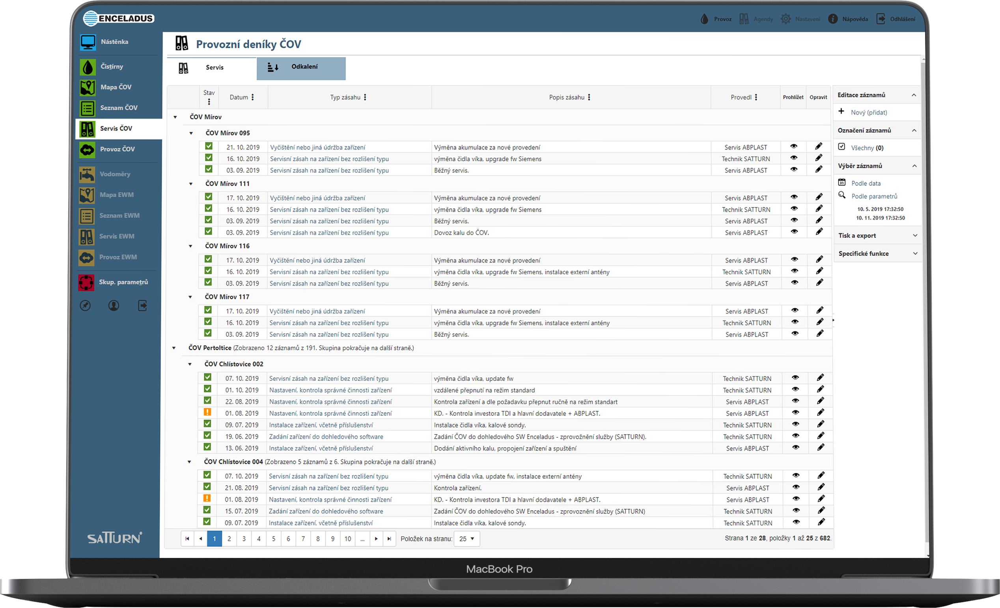 ENCELADUS
Provoz Agendy Nastavení Nápověda Odhlášení
Nástěnka
Čistírny
Mapa ČOV
Seznam ČOV
Servis ČOV
Provoz ČOV
Vodoměry
Mapa EWM
Seznam EWM
Servis EWM
Provoz EWM
Skup. parametrů
SATTURN®
Provozní deníky ČOV
Servis Odkalení
Stav Datum Typ zásahu Popis zásahu Provedl Prohlížet Opravit
ČOV Mírov
ČOV Mírov 095
21. 10. 2019 Vyčištění nebo jiná údržba zařízení Výměna akumulace za nové provedení Servis ABPLAST
16. 10. 2019 Servisní zásah na zařízení bez rozlišení typu výměna čidla víka, upgrade fw Siemens Technik SATTURN
03. 09. 2019 Servisní zásah na zařízení bez rozlišení typu Běžný servis. Servis ABPLAST
ČOV Mírov 111
17. 10. 2019 Vyčištění nebo jiná údržba zařízení Výměna akumulace za nové provedení Servis ABPLAST
16. 10. 2019 Servisní zásah na zařízení bez rozlišení typu výměna čidla víka, upgrade fw Siemens Technik SATTURN
03. 09. 2019 Servisní zásah na zařízení bez rozlišení typu Běžný servis. Servis ABPLAST
03. 09. 2019 Servisní zásah na zařízení bez rozlišení typu Dovoz kalu do ČOV. Servis ABPLAST
ČOV Mírov 116
17. 10. 2019 Vyčištění nebo jiná údržba zařízení Výměna akumulace za nové provedení Servis ABPLAST
16. 10. 2019 Servisní zásah na zařízení bez rozlišení typu výměna čidla víka, upgrade fw Siemens, instalace externí antény Technik SATTURN
03. 09. 2019 Servisní zásah na zařízení bez rozlišení typu Běžný servis. Servis ABPLAST
ČOV Mírov 117
17. 10. 2019 Vyčištění nebo jiná údržba zařízení Výměna akumulace za nové provedení Servis ABPLAST
16. 10. 2019 Servisní zásah na zařízení bez rozlišení typu výměna čidla víka, upgrade fw Siemens, instalace externí antény Technik SATTURN
03. 09. 2019 Servisní zásah na zařízení bez rozlišení typu Běžný servis. Servis ABPLAST
ČOV Pertoltice (Zobrazeno 12 záznamů z 191. Skupina pokračuje na další straně.)
ČOV Chlístovice 002
07. 10. 2019 Servisní zásah na zařízení bez rozlišení typu výměna čidla víka, update fw Technik SATTURN
01. 10. 2019 Nastavení, kontrola správné činnosti zařízení vzdálené přepnutí na režim standard Technik SATTURN
22. 08. 2019 Nastavení, kontrola správné činnosti zařízení Kontrola zařízení a dle požadavku přepnut ručně na režim standart Servis ABPLAST
01. 08. 2019 Nastavení, kontrola správné činnosti zařízení KD. - Kontrola investora TDI a hlavní dodavatele + ABPLAST. Servis ABPLAST
09. 07. 2019 Instalace zařízení, včetně příslušenství Instalace čidla víka, kalové sondy. Technik SATTURN
19. 06. 2019 Zadání zařízení do dohledového software Zadání ČOV do dohledového SW Enceladus - zprovožnění služby (SATTURN). Technik SATTURN
13. 06. 2019 Instalace zařízení, včetně příslušenství Dodání aktivního kalu, propojení zařízení a spuštění Servis ABPLAST
ČOV Chlístovice 004 (Zobrazeno 5 záznamů z 6. Skupina pokračuje na další straně.)
07. 10. 2019 Servisní zásah na zařízení bez rozlišení typu výměna čidla víka, update fw, instalace externí antény Technik SATTURN
21. 08. 2019 Servisní zásah na zařízení bez rozlišení typu Kontrola zařízení. Servis ABPLAST
01. 08. 2019 Nastavení, kontrola správné činnosti zařízení KD. - Kontrola investora TDI a hlavní dodavatele + ABPLAST. Servis ABPLAST
15. 07. 2019 Zadání zařízení do dohledového software Zadání ČOV do dohledového SW Enceladus - zprovoznění služby (SATTURN) Technik SATTURN
09. 07. 2019 Instalace zařízení, včetně příslušenství Instalace čidla víka, kalové sondy. Technik SATTURN
1 2 3 4 5 6 7 8 9 10 ... Položek na stranu: 25 Strana 1 ze 28, položky 1 až 25 z 682.
Editace záznamů
Nový (přidat)
Označení záznamů
Všechny (0)
Výběr záznamů
31 Podle data
Podle parametrů
10. 5. 2019 17:32:50
10. 11. 2019 17:32:50
Tisk a export
Specifické funkce
MacBook Pro